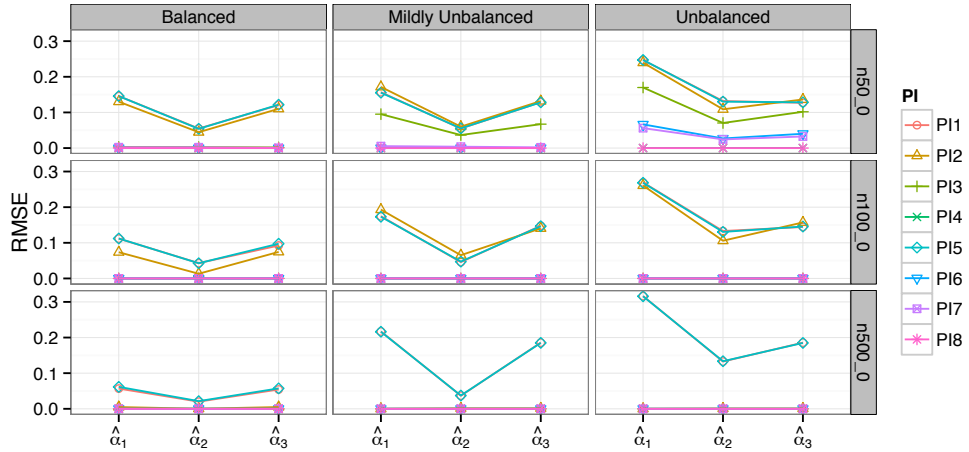 Balanced Mildly Unbalanced Unbalanced
RMSE
0.3
0.2
0.1
0.0
n50_0
0.3
0.2
0.1
0.0
n100_0
0.3
0.2
0.1
0.0
n500_0
α̂₁ α̂₂ α̂₃ α̂₁ α̂₂ α̂₃ α̂₁ α̂₂ α̂₃
PI
PI1
PI2
PI3
PI4
PI5
PI6
PI7
PI8